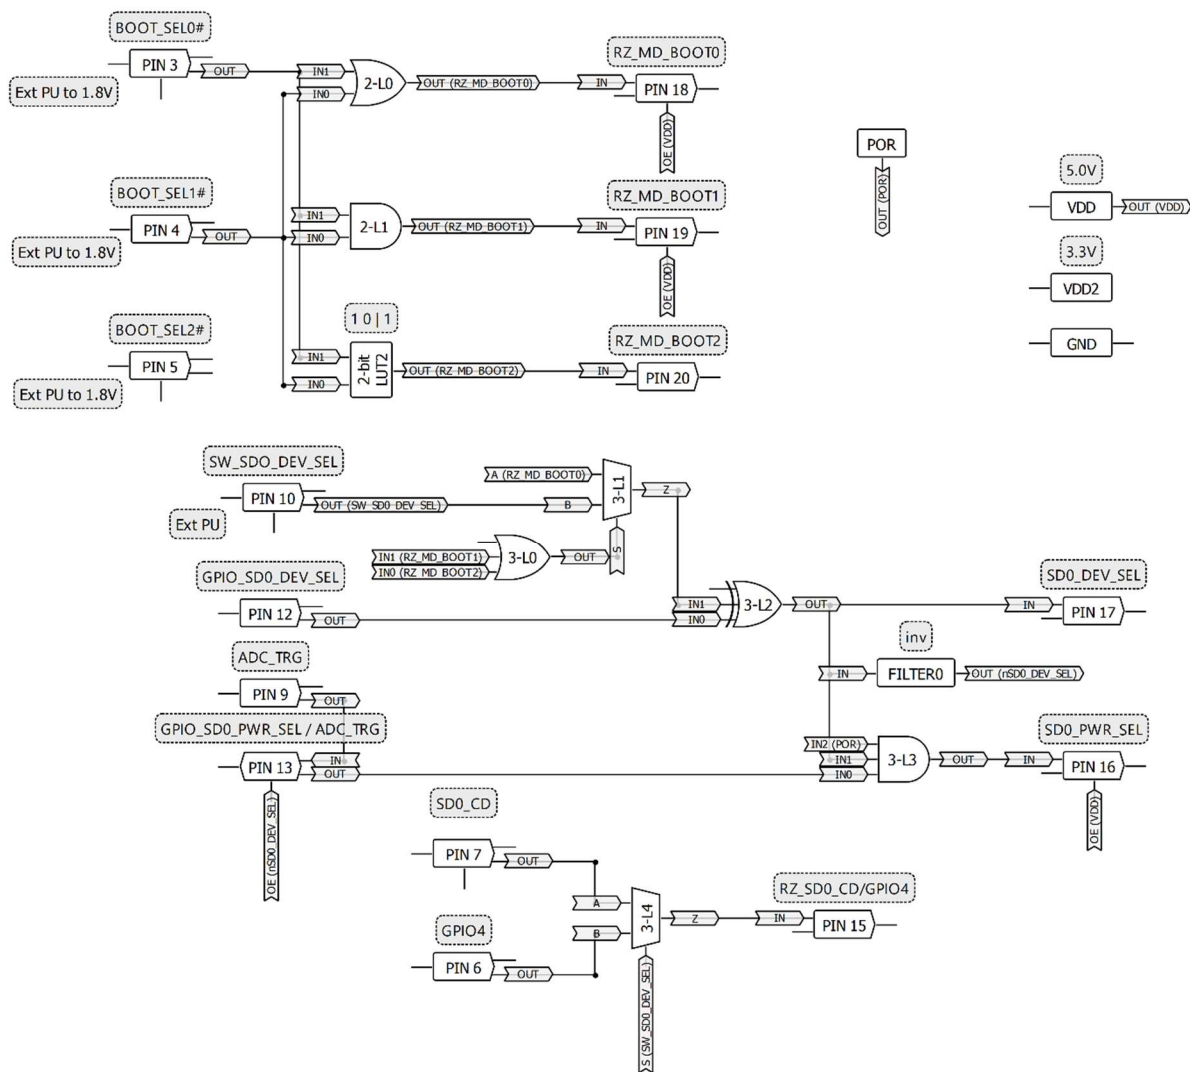 BOOT_SEL0#
PIN 3
OUT
Ext PU to 1.8V
IN1
IN0
2-L0
OUT (RZ_MD_BOOT0)
IN
RZ_MD_BOOT0
PIN 18
OE (VDD)
BOOT_SEL1#
PIN 4
OUT
Ext PU to 1.8V
IN1
IN0
2-L1
OUT (RZ_MD_BOOT1)
IN
RZ_MD_BOOT1
PIN 19
OE (VDD)
BOOT_SEL2#
PIN 5
Ext PU to 1.8V
1 0 | 1
IN1
IN0
2-bit
LUT2
OUT (RZ_MD_BOOT2)
IN
RZ_MD_BOOT2
PIN 20
POR
OUT (POR)
5.0V
VDD
OUT (VDD)
3.3V
VDD2
GND
SW_SDO_DEV_SEL
PIN 10
OUT (SW_SD0_DEV_SEL)
Ext PU
A (RZ_MD_BOOT0)
B
3-L1
Z
S
IN1 (RZ_MD_BOOT1)
IN0 (RZ_MD_BOOT2)
3-L0
OUT
GPIO_SD0_DEV_SEL
PIN 12
OUT
IN1
IN0
3-L2
OUT
IN
SD0_DEV_SEL
PIN 17
inv
IN
FILTER0
OUT (nSD0_DEV_SEL)
ADC_TRG
PIN 9
OUT
GPIO_SD0_PWR_SEL / ADC_TRG
PIN 13
IN
OUT
OE (nSD0_DEV_SEL)
IN2 (POR)
IN1
IN0
3-L3
OUT
IN
SD0_PWR_SEL
PIN 16
OE (VDD)
SD0_CD
PIN 7
OUT
GPIO4
PIN 6
OUT
A
B
3-L4
Z
S (SW_SD0_DEV_SEL)
IN
RZ_SD0_CD/GPIO4
PIN 15